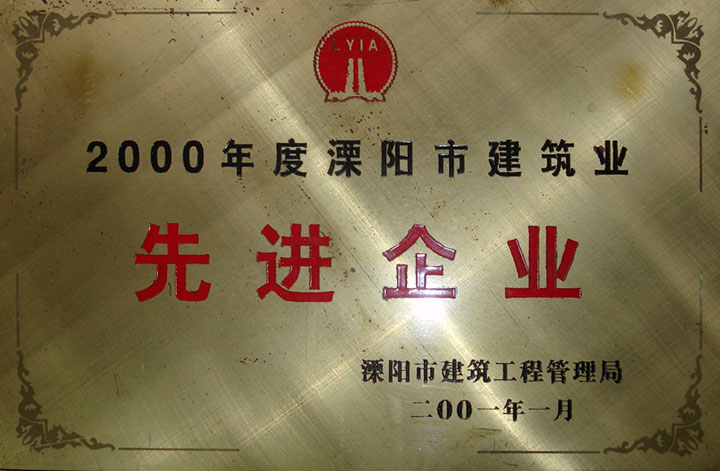 LYIA
2000年度溧阳市建筑业
先进企业
溧阳市建筑工程管理局
二00一年一月